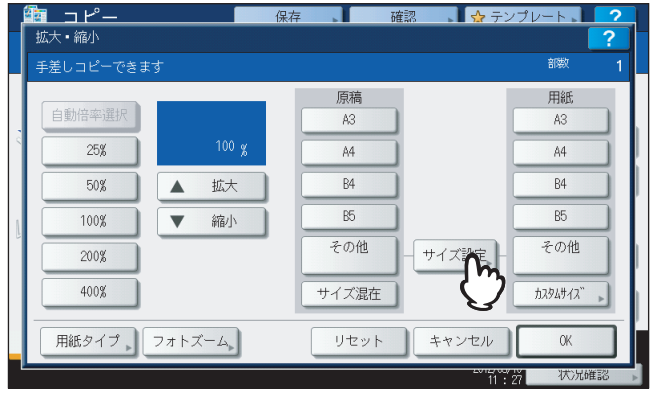 コピー
保存
確認
テンプレート
?
拡大・縮小
?
手差しコピーできます
部数 1
自動倍率選択
25%
50%
100%
200%
400%
100 %
▲ 拡大
▼ 縮小
原稿
A3
A4
B4
B5
その他
サイズ混在
サイズ設定
用紙
A3
A4
B4
B5
その他
カスタムサイズ
用紙タイプ
フォトズーム
リセット
キャンセル
OK
11 : 27
状況確認